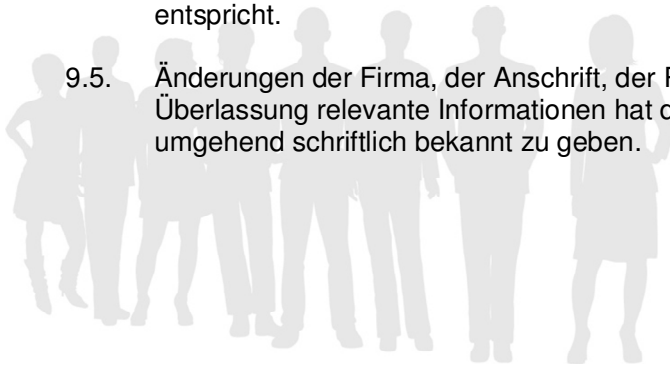 entspricht.
9.5. Änderungen der Firma, der Anschrift, der
Überlassung relevante Informationen hat
umgehend schriftlich bekannt zu geben.